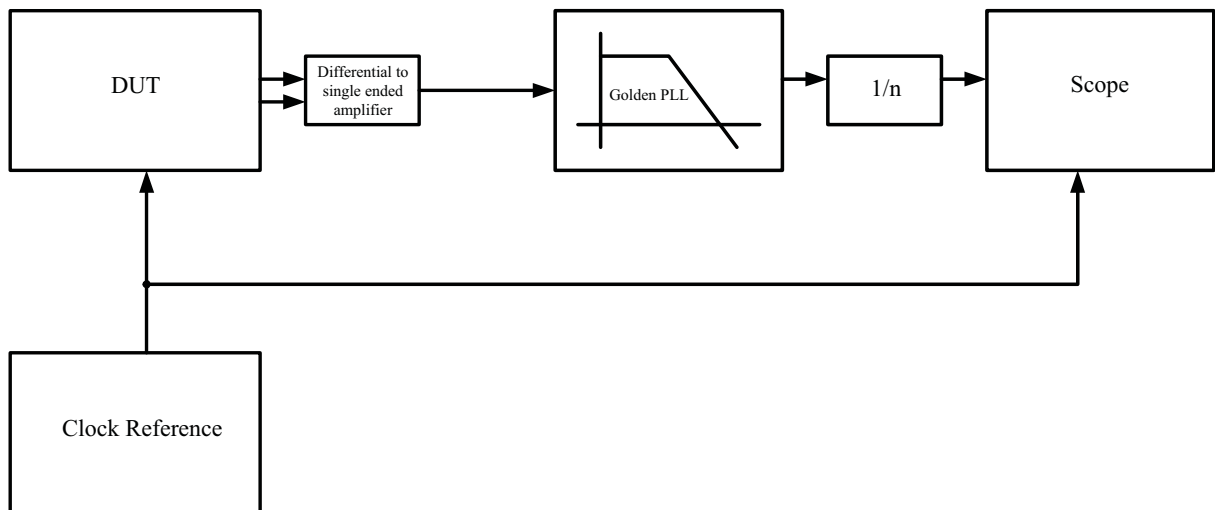 DUT
Differential to
single ended
amplifier
Golden PLL
1/n
Scope
Clock Reference